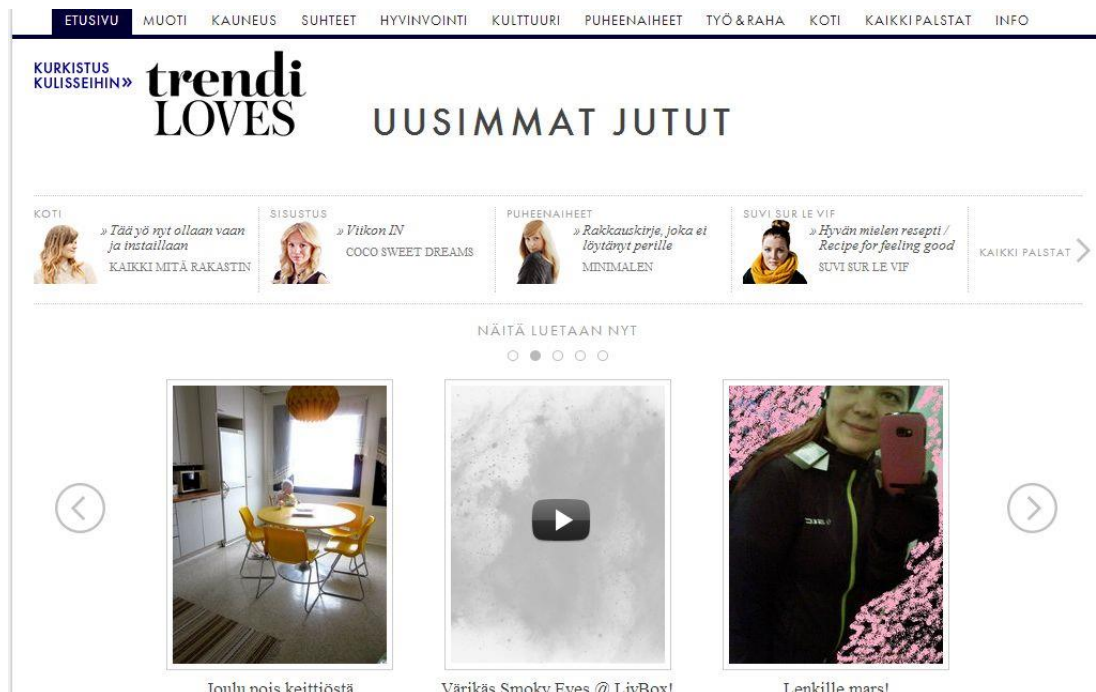 ETUSIVU MUOTI KAUNEUS SUHTEET HYVINVOINTI KULTTUURI PUHEENAIHEET TYÖ & RAHA KOTI KAIKKI PALSTAT INFO
KURKISTUS
KULISSEIHIN»
trendi
LOVES
UUSIMMAT JUTUT
KOTI
» Tää yö nyt ollaan vaan
ja instaillaan
KAIKKI MITÄ RAKASTIN
SISUSTUS
» Viikon IN
COCO SWEET DREAMS
PUHEENAIHEET
» Rakkauskirje, joka ei
löytänyt perille
MINIMALEN
SUVI SUR LE VIF
» Hyvän mielen resepti /
Recipe for feeling good
SUVI SUR LE VIF
KAIKKI PALSTAT
NÄITÄ LUETAAN NYT
Joulu pois keittiöstä
Värikäs Smoky Eyes @ LivBox!
Lenkille mars!